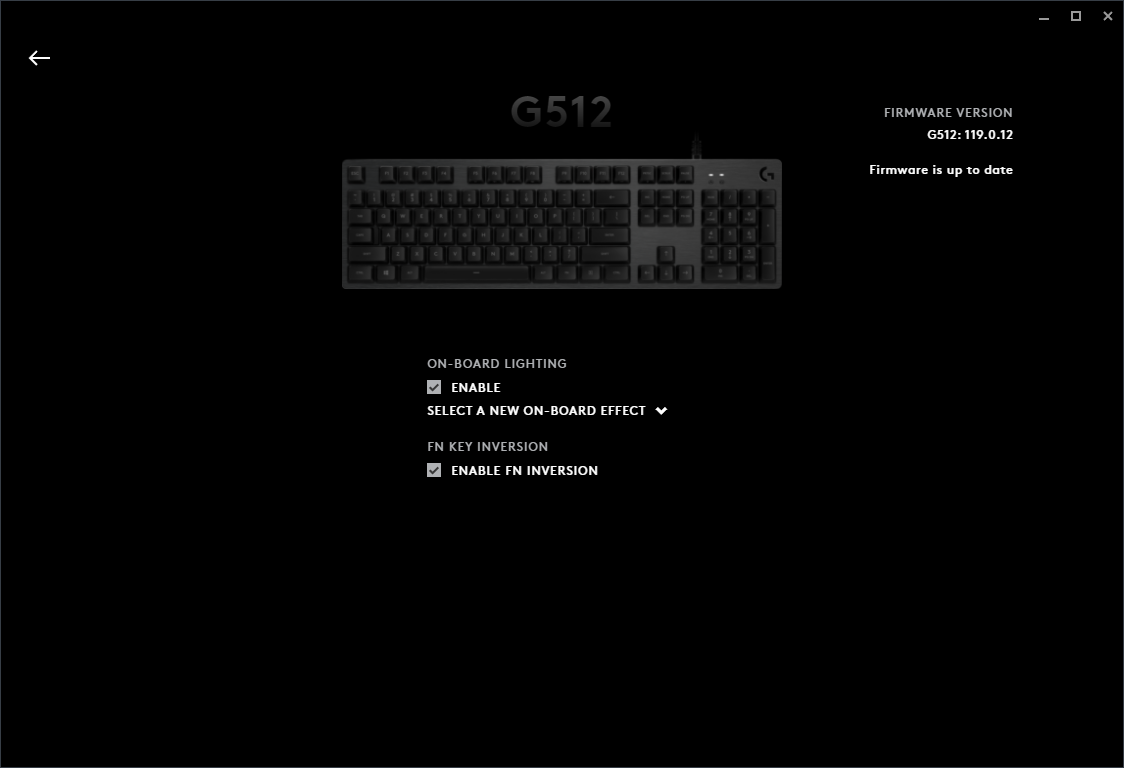 G512
FIRMWARE VERSION
G512: 119.0.12
Firmware is up to date
ON-BOARD LIGHTING
ENABLE
SELECT A NEW ON-BOARD EFFECT
FN KEY INVERSION
ENABLE FN INVERSION